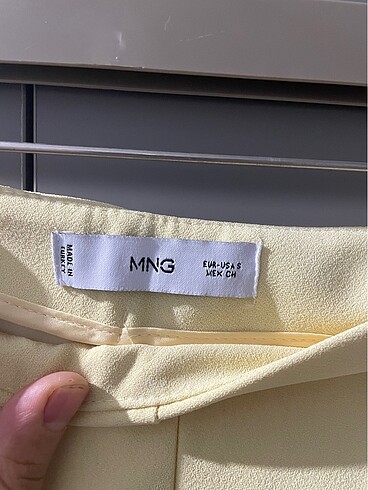 MADE IN
TURKEY
MNG
EUR-USA S
MEX CH